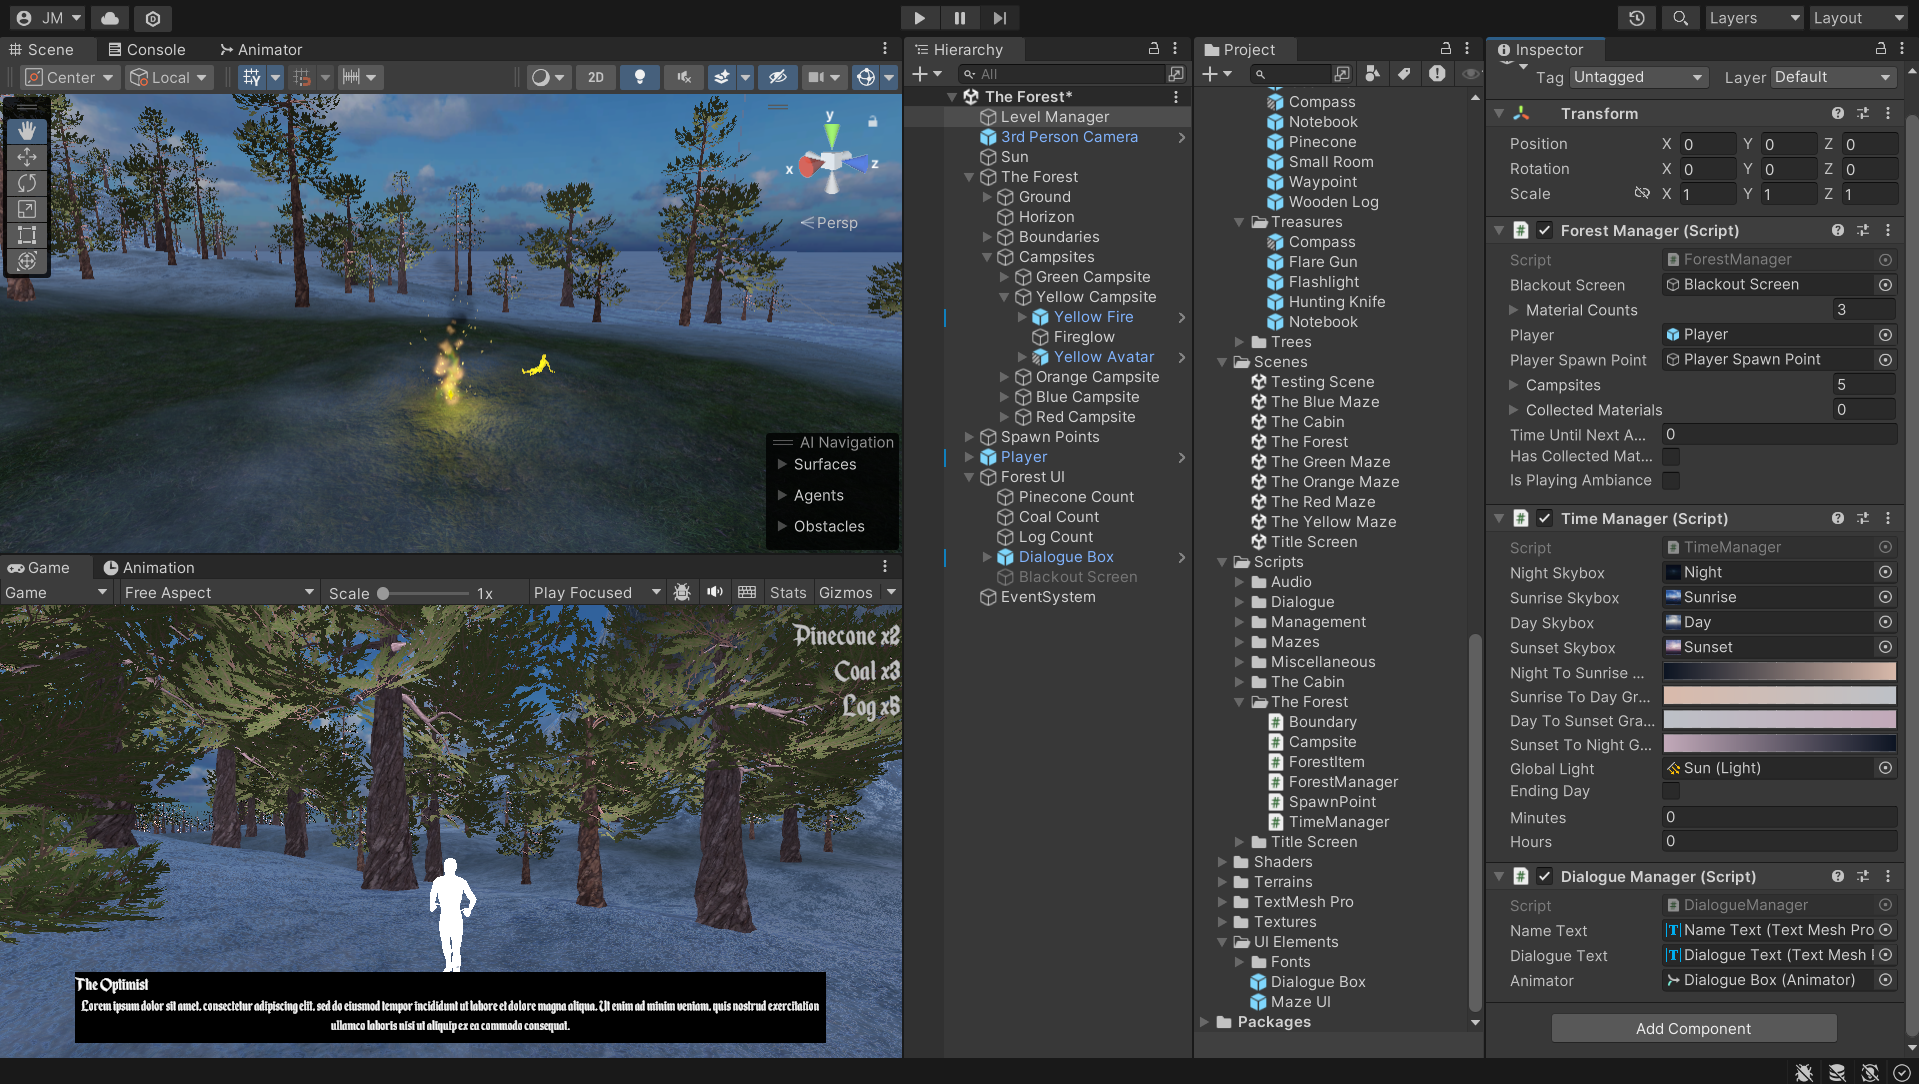 JM
Layers
Layout
Scene
Console
Animator
Center
Local
2D
y
x
z
Persp
AI Navigation
Surfaces
Agents
Obstacles
Game
Animation
Game
Free Aspect
Scale
1x
Play Focused
Stats
Gizmos
Pinecone x2
Coal x3
Log x5
The Optimist
Lorem ipsum dolor sit amet, consectetur adipiscing elit, sed do eiusmod tempor incididunt ut labore et dolore magna aliqua. Ut enim ad minim veniam, quis nostrud exercitation
ullamco laboris nisi ut aliquip ex ea commodo consequat.
Hierarchy
All
The Forest*
Level Manager
3rd Person Camera
Sun
The Forest
Ground
Horizon
Boundaries
Campsites
Green Campsite
Yellow Campsite
Yellow Fire
Fireglow
Yellow Avatar
Orange Campsite
Blue Campsite
Red Campsite
Spawn Points
Player
Forest UI
Pinecone Count
Coal Count
Log Count
Dialogue Box
Blackout Screen
EventSystem
Project
Compass
Notebook
Pinecone
Small Room
Waypoint
Wooden Log
Treasures
Compass
Flare Gun
Flashlight
Hunting Knife
Notebook
Trees
Scenes
Testing Scene
The Blue Maze
The Cabin
The Forest
The Green Maze
The Orange Maze
The Red Maze
The Yellow Maze
Title Screen
Scripts
Audio
Dialogue
Management
Mazes
Miscellaneous
The Cabin
The Forest
Boundary
Campsite
ForestItem
ForestManager
SpawnPoint
TimeManager
Title Screen
Shaders
Terrains
TextMesh Pro
Textures
UI Elements
Fonts
Dialogue Box
Maze UI
Packages
Inspector
Tag Untagged Layer Default
Transform
Position X 0 Y 0 Z 0
Rotation X 0 Y 0 Z 0
Scale X 1 Y 1 Z 1
# Forest Manager (Script)
Script # ForestManager
Blackout Screen Blackout Screen
Material Counts 3
Player Player
Player Spawn Point Player Spawn Point
Campsites 5
Collected Materials 0
Time Until Next A... 0
Has Collected Mat...
Is Playing Ambiance
# Time Manager (Script)
Script # TimeManager
Night Skybox Night
Sunrise Skybox Sunrise
Day Skybox Day
Sunset Skybox Sunset
Night To Sunrise ...
Sunrise To Day Gr...
Day To Sunset Gra...
Sunset To Night G...
Global Light Sun (Light)
Ending Day
Minutes 0
Hours 0
# Dialogue Manager (Script)
Script # DialogueManager
Name Text Name Text (Text Mesh Pro
Dialogue Text Dialogue Text (Text Mesh
Animator Dialogue Box (Animator)
Add Component